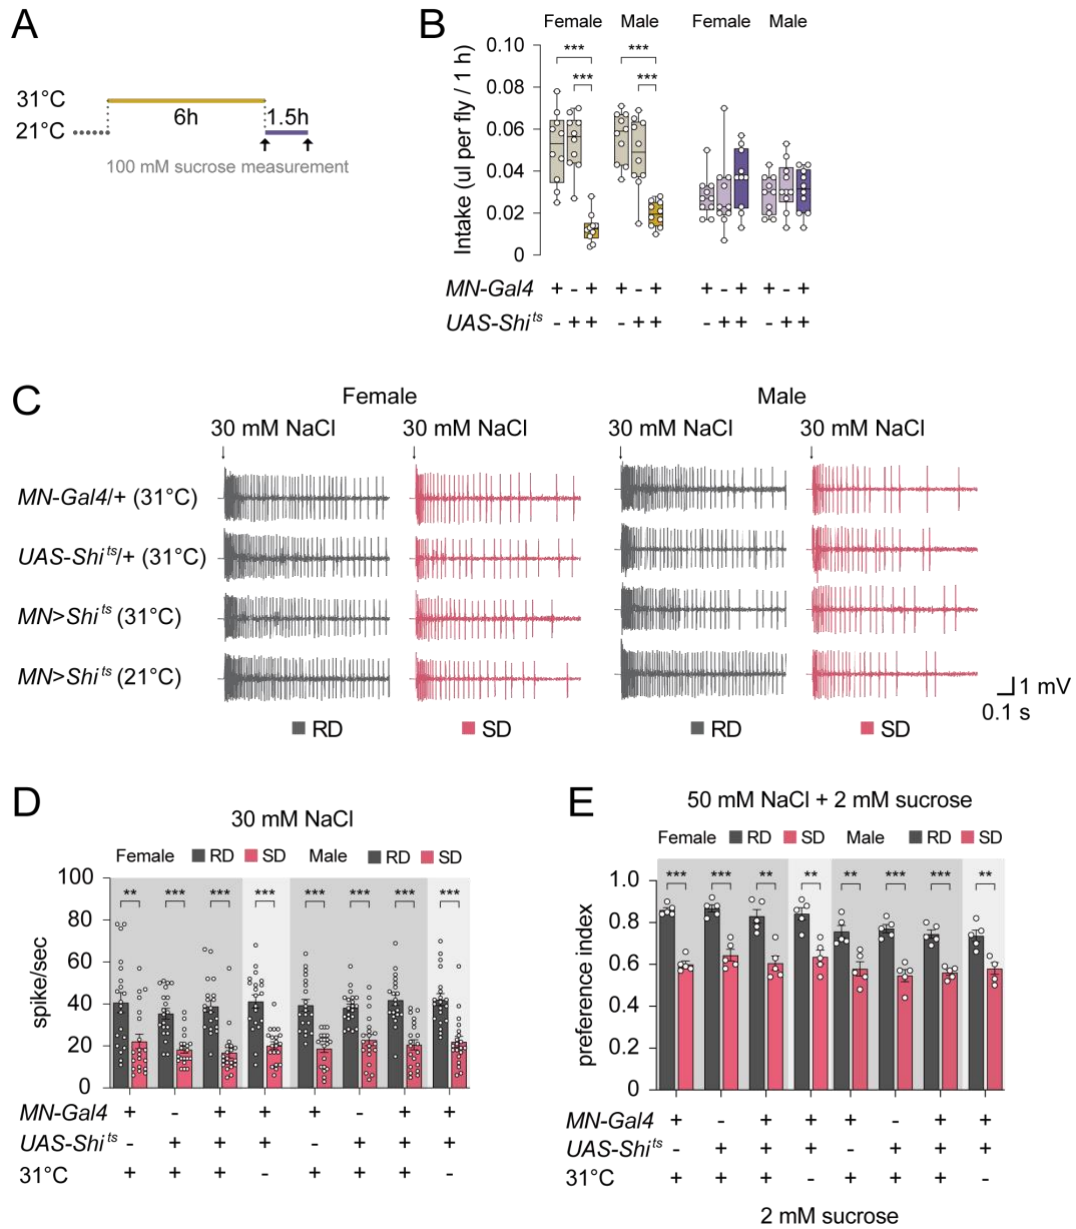 A
31°C
21°C
6h
1.5h
100 mM sucrose measurement
B
Female Male Female Male
Intake (ul per fly / 1 h)
0.10
0.08
0.06
0.04
0.02
0
*** ***
*** ***
MN-Gal4 + - + + - + + - + + - +
UAS-Shi ts - + + - + + - + + - + +
C
Female Male
30 mM NaCl 30 mM NaCl 30 mM NaCl 30 mM NaCl
MN-Gal4/+ (31°C)
UAS-Shi ts/+ (31°C)
MN>Shi ts (31°C)
MN>Shi ts (21°C)
1 mV
0.1 s
RD SD RD SD
D
30 mM NaCl
Female RD SD Male RD SD
spike/sec
100
80
60
40
20
0
** *** *** *** *** *** *** ***
MN-Gal4 + - + + + - + +
UAS-Shi ts - + + + - + + +
31°C + + + - + + + -
E
50 mM NaCl + 2 mM sucrose
Female RD SD Male RD SD
preference index
1.0
0.8
0.6
0.4
0.2
0
*** *** ** ** ** *** *** **
MN-Gal4 + - + + + - + +
UAS-Shi ts - + + + - + + +
31°C + + + - + + + -
2 mM sucrose